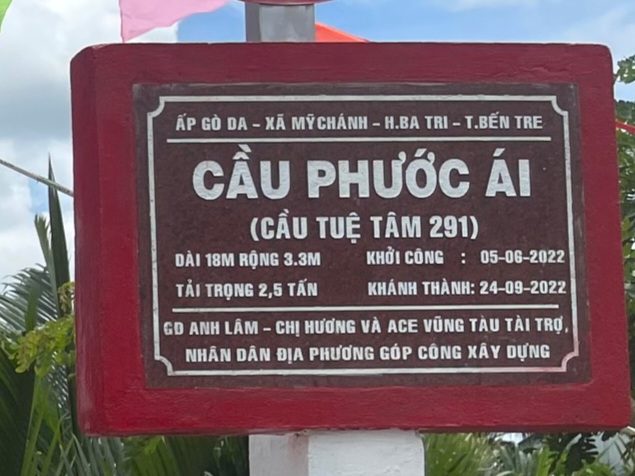 ẤP GÒ DA - XÃ MỸ CHÁNH - H.BA TRI - T.BẾN TRE
CẦU PHƯỚC ÁI
(CẦU TUỆ TÂM 291)
DÀI 18M RỘNG 3.3M KHỞI CÔNG : 05-06-2022
TẢI TRỌNG 2,5 TẤN KHÁNH THÀNH: 24-09-2022
GĐ ANH LÂM - CHỊ HƯƠNG VÀ ACE VŨNG TÀU TÀI TRỢ,
NHÂN DÂN ĐỊA PHƯƠNG GÓP CÔNG XÂY DỰNG